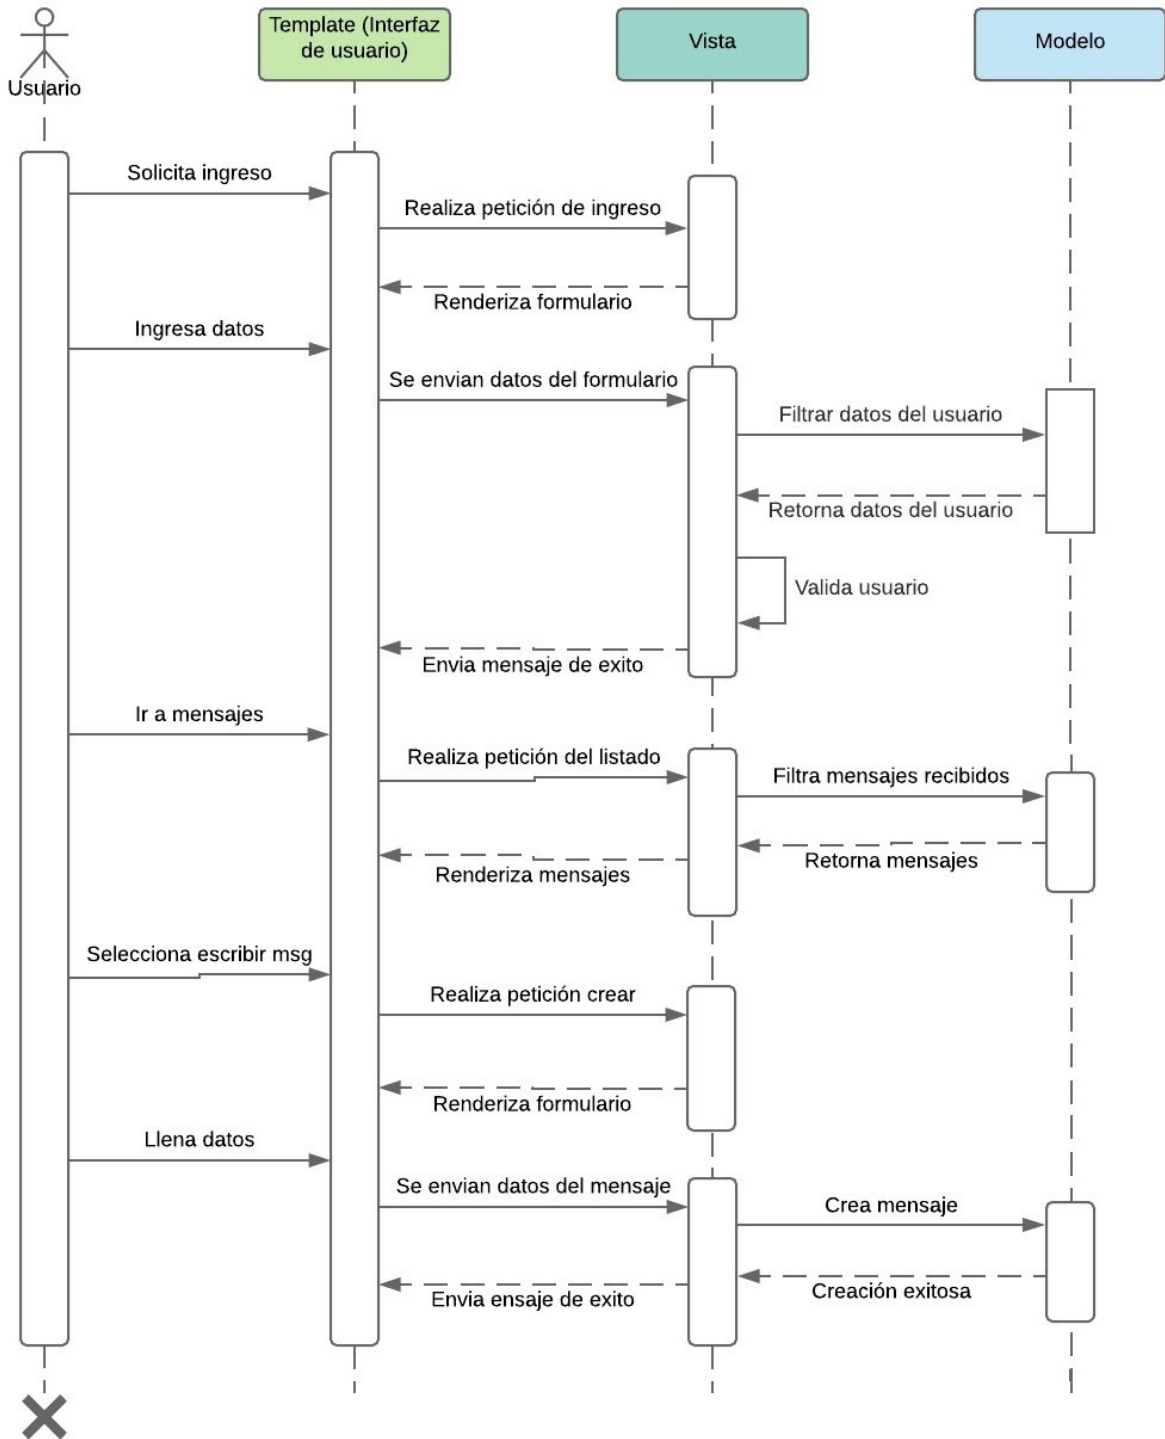 Usuario
Template (Interfaz
de usuario)
Vista
Modelo
Solicita ingreso
Realiza petición de ingreso
Renderiza formulario
Ingresa datos
Se envian datos del formulario
Filtrar datos del usuario
Retorna datos del usuario
Valida usuario
Envia mensaje de exito
Ir a mensajes
Realiza petición del listado
Filtra mensajes recibidos
Retorna mensajes
Renderiza mensajes
Selecciona escribir msg
Realiza petición crear
Renderiza formulario
Llena datos
Se envian datos del mensaje
Crea mensaje
Creación exitosa
Envia ensaje de exito